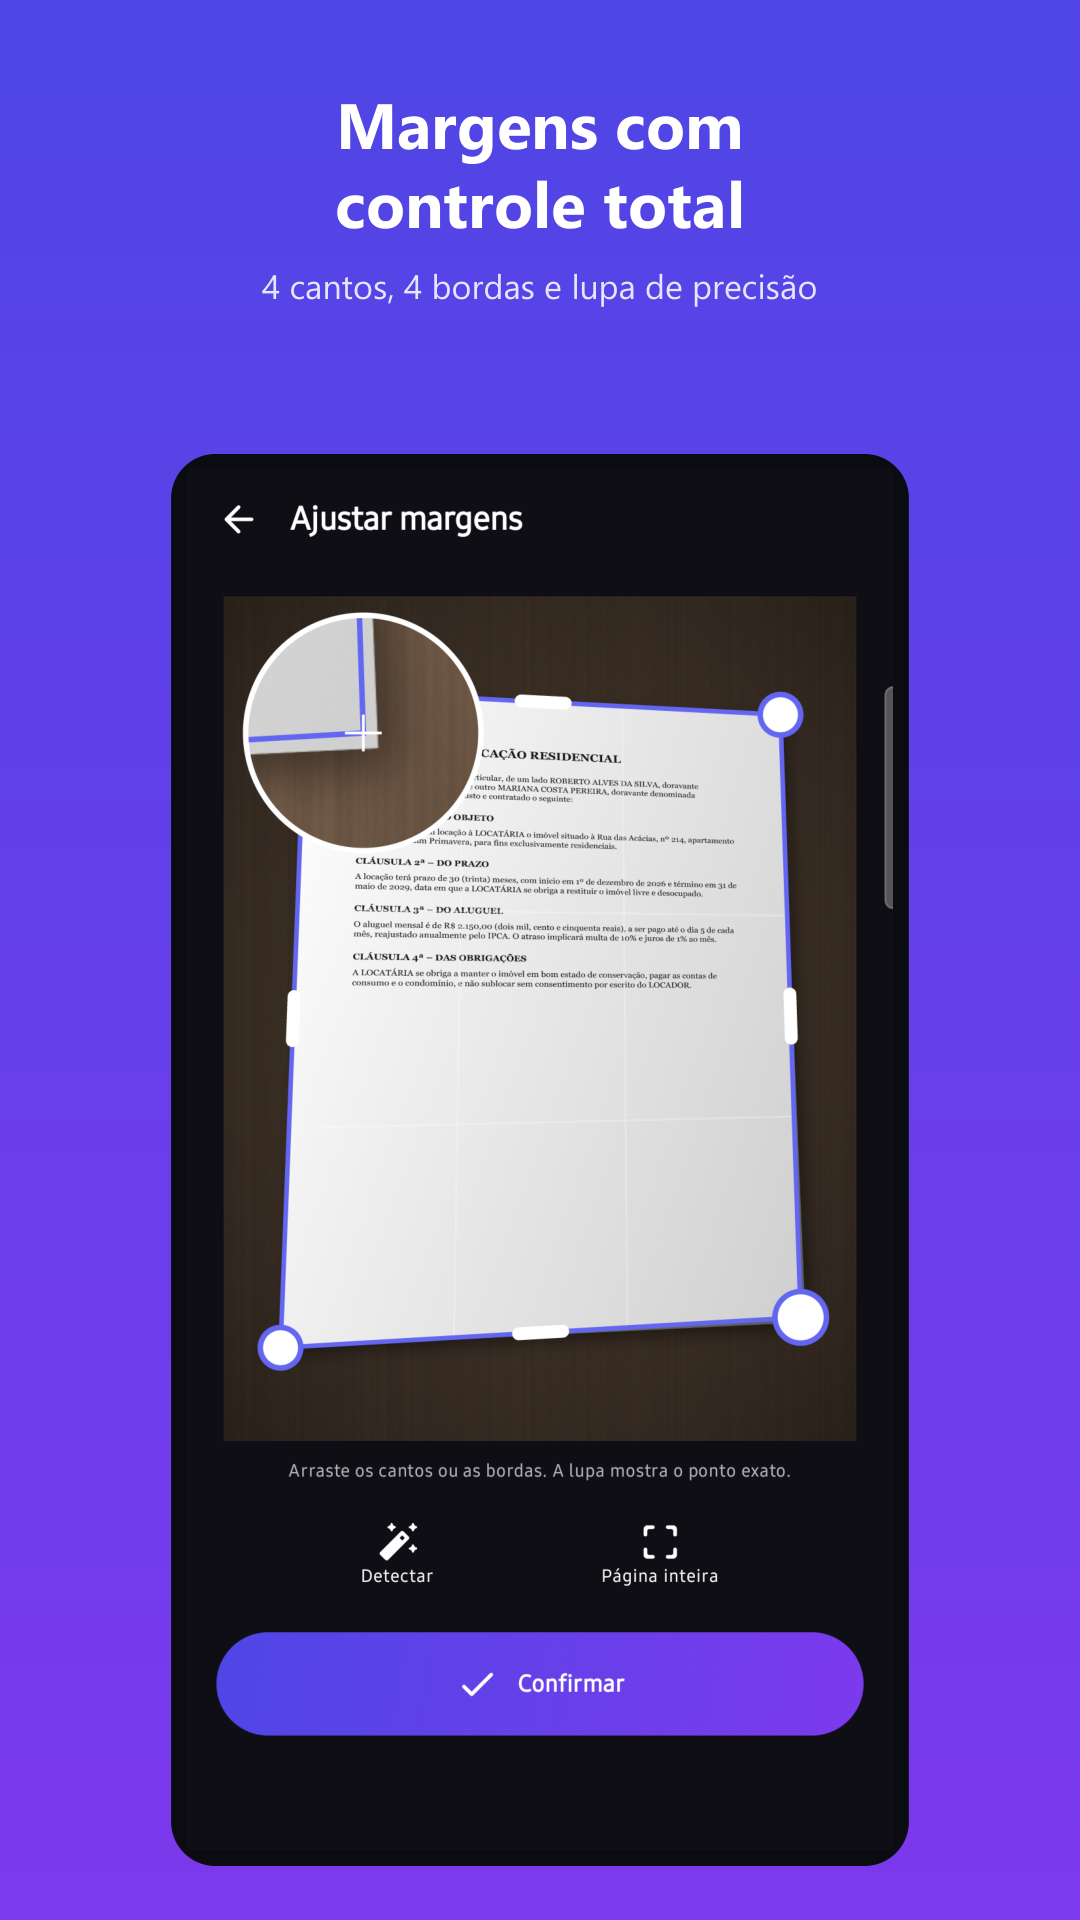 Margens com
controle total
4 cantos, 4 bordas e lupa de precisão
Ajustar margens
CAÇÃO RESIDENCIAL
ticular, de um lado ROBERTO ALVES DA SILVA, doravante
outro MARIANA COSTA PEREIRA, doravante denominada
sto e contratado o seguinte:
OBJETO
locação à LOCATÁRIA o imóvel situado à Rua das Acácias, nº 214, apartamento
m Primavera, para fins exclusivamente residenciais.
CLÁUSULA 2ª – DO PRAZO
A locação terá prazo de 30 (trinta) meses, com início em 1º de dezembro de 2026 e término em 31 de
maio de 2029, data em que a LOCATÁRIA se obriga a restituir o imóvel livre e desocupado.
CLÁUSULA 3ª – DO ALUGUEL
O aluguel mensal é de R$ 2.150,00 (dois mil, cento e cinquenta reais), a ser pago até o dia 5 de cada
mês, reajustado anualmente pelo IPCA. O atraso implicará multa de 10% e juros de 1% ao mês.
CLÁUSULA 4ª – DAS OBRIGAÇÕES
A LOCATÁRIA se obriga a manter o imóvel em bom estado de conservação, pagar as contas de
consumo e o condomínio, e não sublocar sem consentimento por escrito do LOCADOR.
Arraste os cantos ou as bordas. A lupa mostra o ponto exato.
Detectar
Página inteira
Confirmar